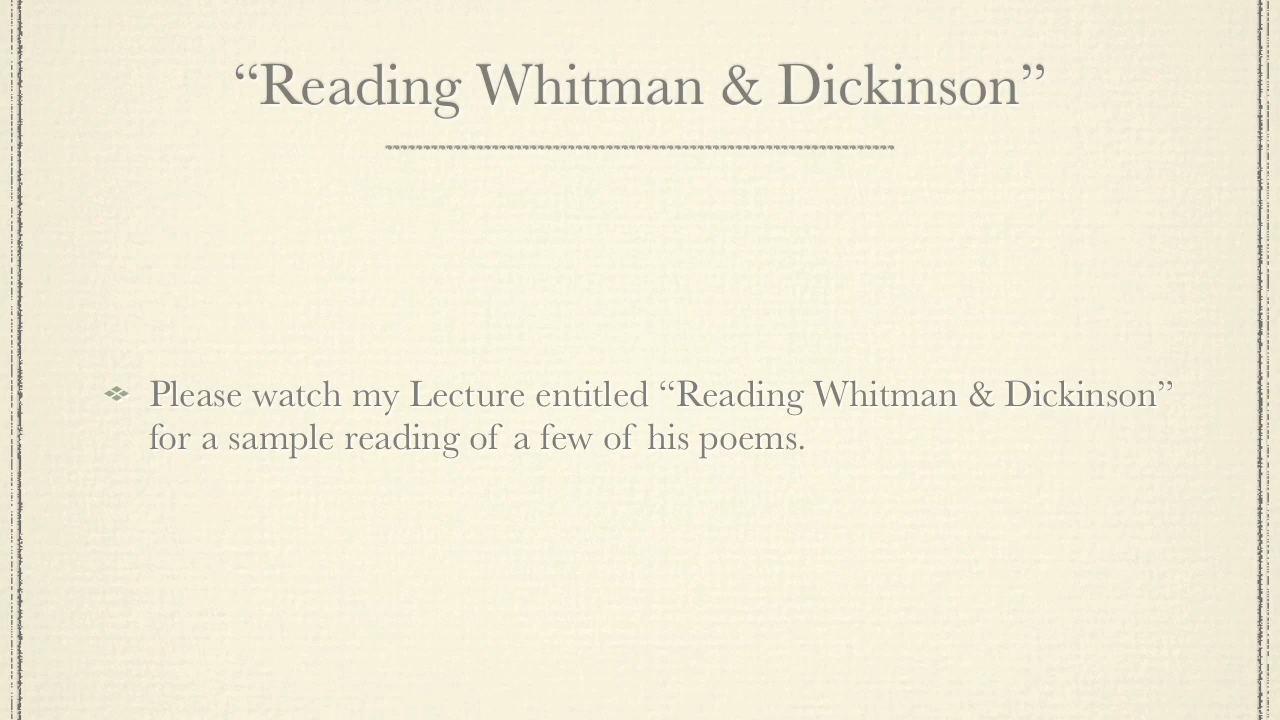 “Reading Whitman & Dickinson”
Please watch my Lecture entitled “Reading Whitman & Dickinson”
for a sample reading of a few of his poems.